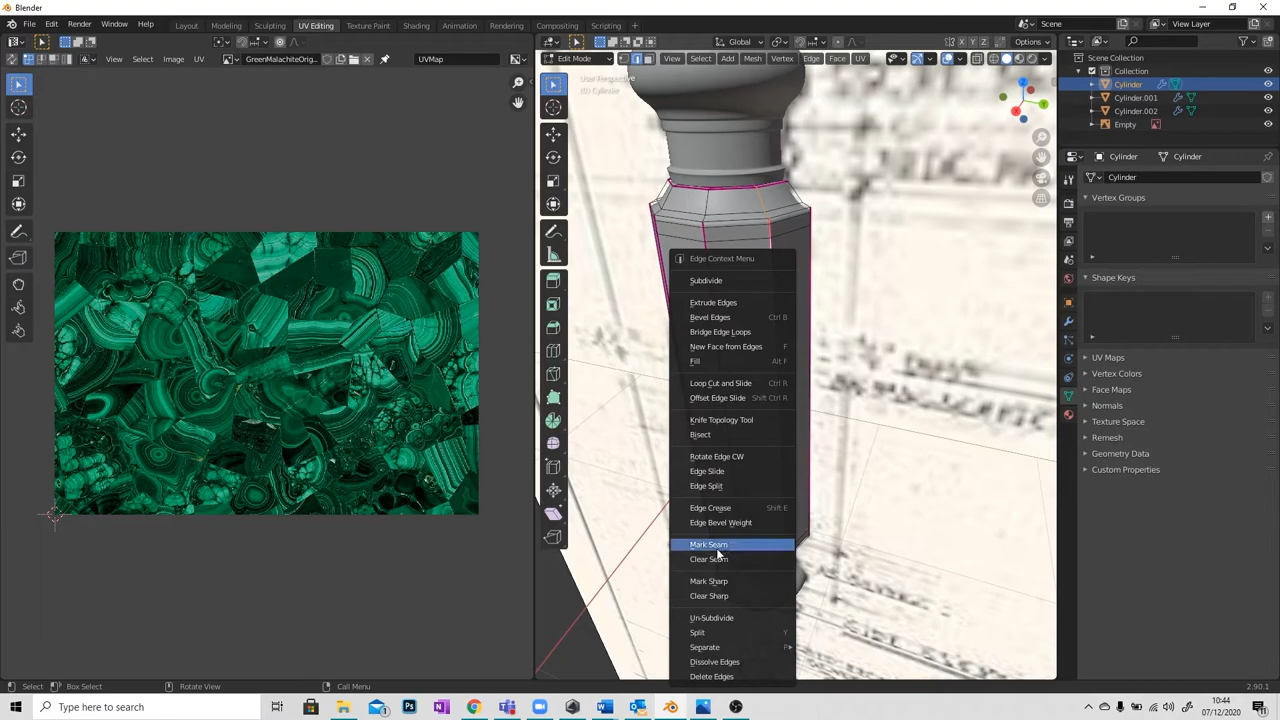 Blender
File Edit Render Window Help Layout Modeling Sculpting UV Editing Texture Paint Shading Animation Rendering Compositing Scripting + Scene View Layer
View Select Image UV GreenMalachiteOrig... UVMap
Edit Mode View Select Add Mesh Vertex Edge Face UV
Global Options
X Y Z
User Perspective
(1) Cylinder
Edge Context Menu
Subdivide
Extrude Edges
Bevel Edges Ctrl B
Bridge Edge Loops
New Face from Edges F
Fill Alt F
Loop Cut and Slide Ctrl R
Offset Edge Slide Shift Ctrl R
Knife Topology Tool
Bisect
Rotate Edge CW
Edge Slide
Edge Split
Edge Crease Shift E
Edge Bevel Weight
Mark Seam
Clear Seam
Mark Sharp
Clear Sharp
Un-Subdivide
Split Y
Separate P
Dissolve Edges
Delete Edges
Scene Collection
Collection
Cylinder
Cylinder.001
Cylinder.002
Empty
Cylinder Cylinder
Cylinder
Vertex Groups
Shape Keys
UV Maps
Vertex Colors
Face Maps
Normals
Texture Space
Remesh
Geometry Data
Custom Properties
Select Box Select Rotate View Call Menu 2.90.1
Type here to search
10:44
07/12/2020